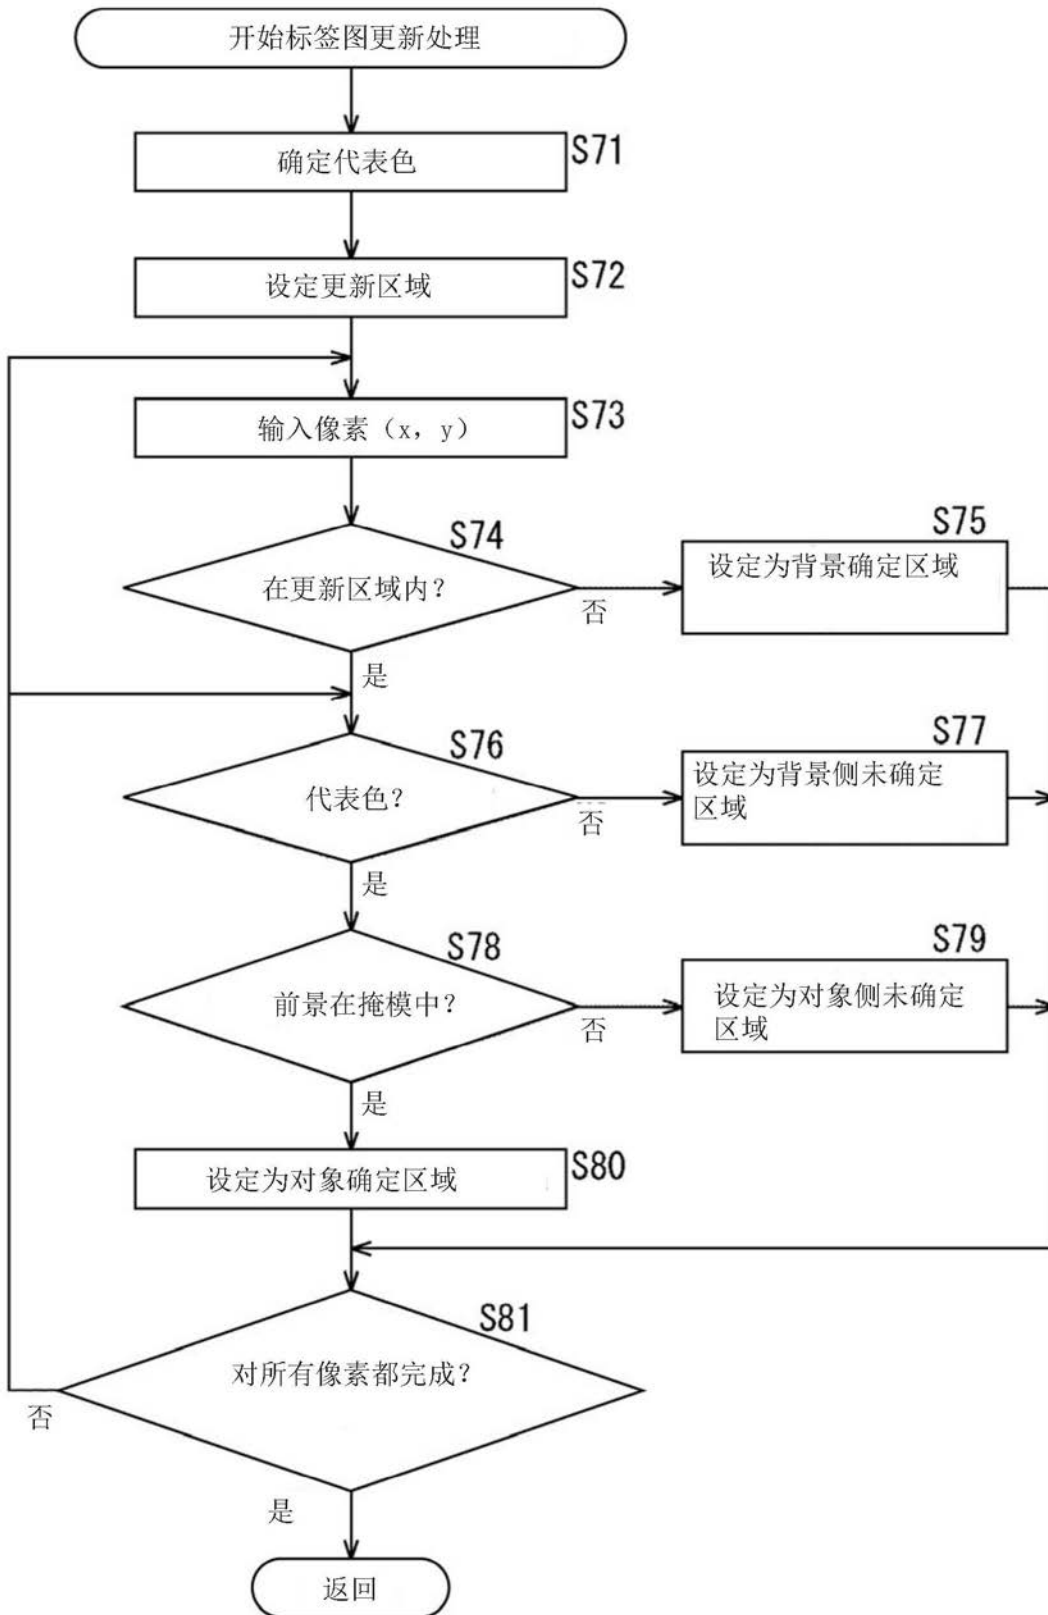 开始标签图更新处理
S71
确定代表色
S72
设定更新区域
S73
输入像素（x，y）
S74
在更新区域内？
否
S75
设定为背景确定区域
是
S76
代表色？
否
S77
设定为背景侧未确定
区域
是
S78
前景在掩模中？
否
S79
设定为对象侧未确定
区域
是
S80
设定为对象确定区域
S81
对所有像素都完成？
否
是
返回